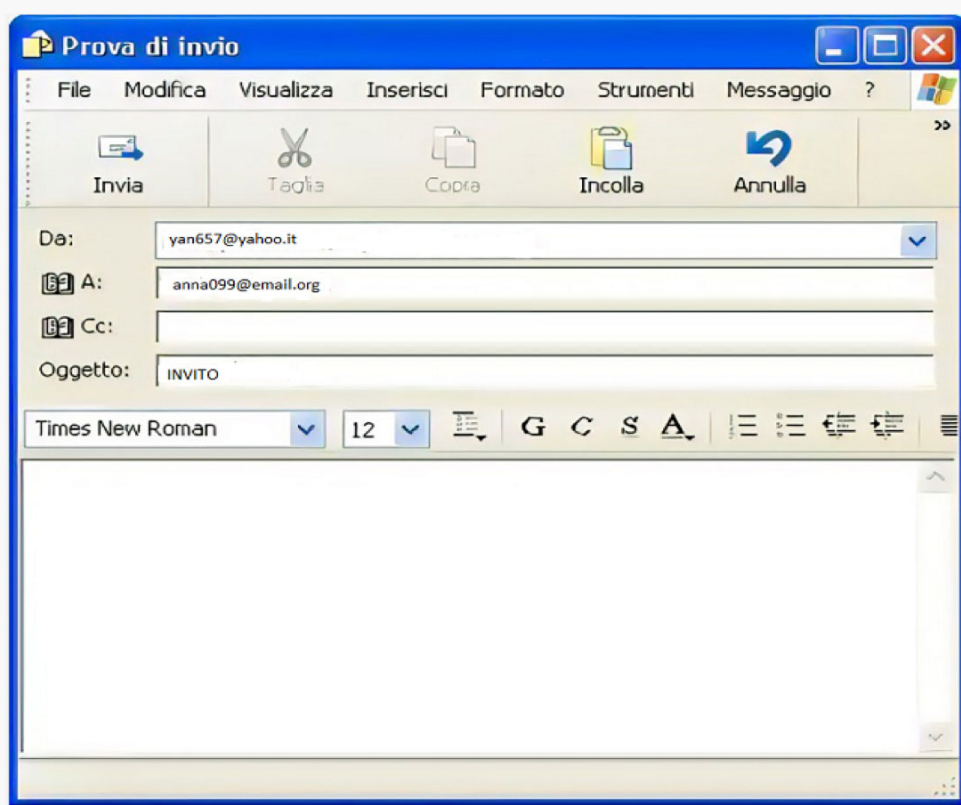 Prova di invio
File Modifica Visualizza Inserisci Formato Strumenti Messaggio ?
Invia Taglia Copia Incolla Annulla
Da: yan657@yahoo.it
A: anna099@email.org
Cc:
Oggetto: INVITO
Times New Roman 12 G C S A